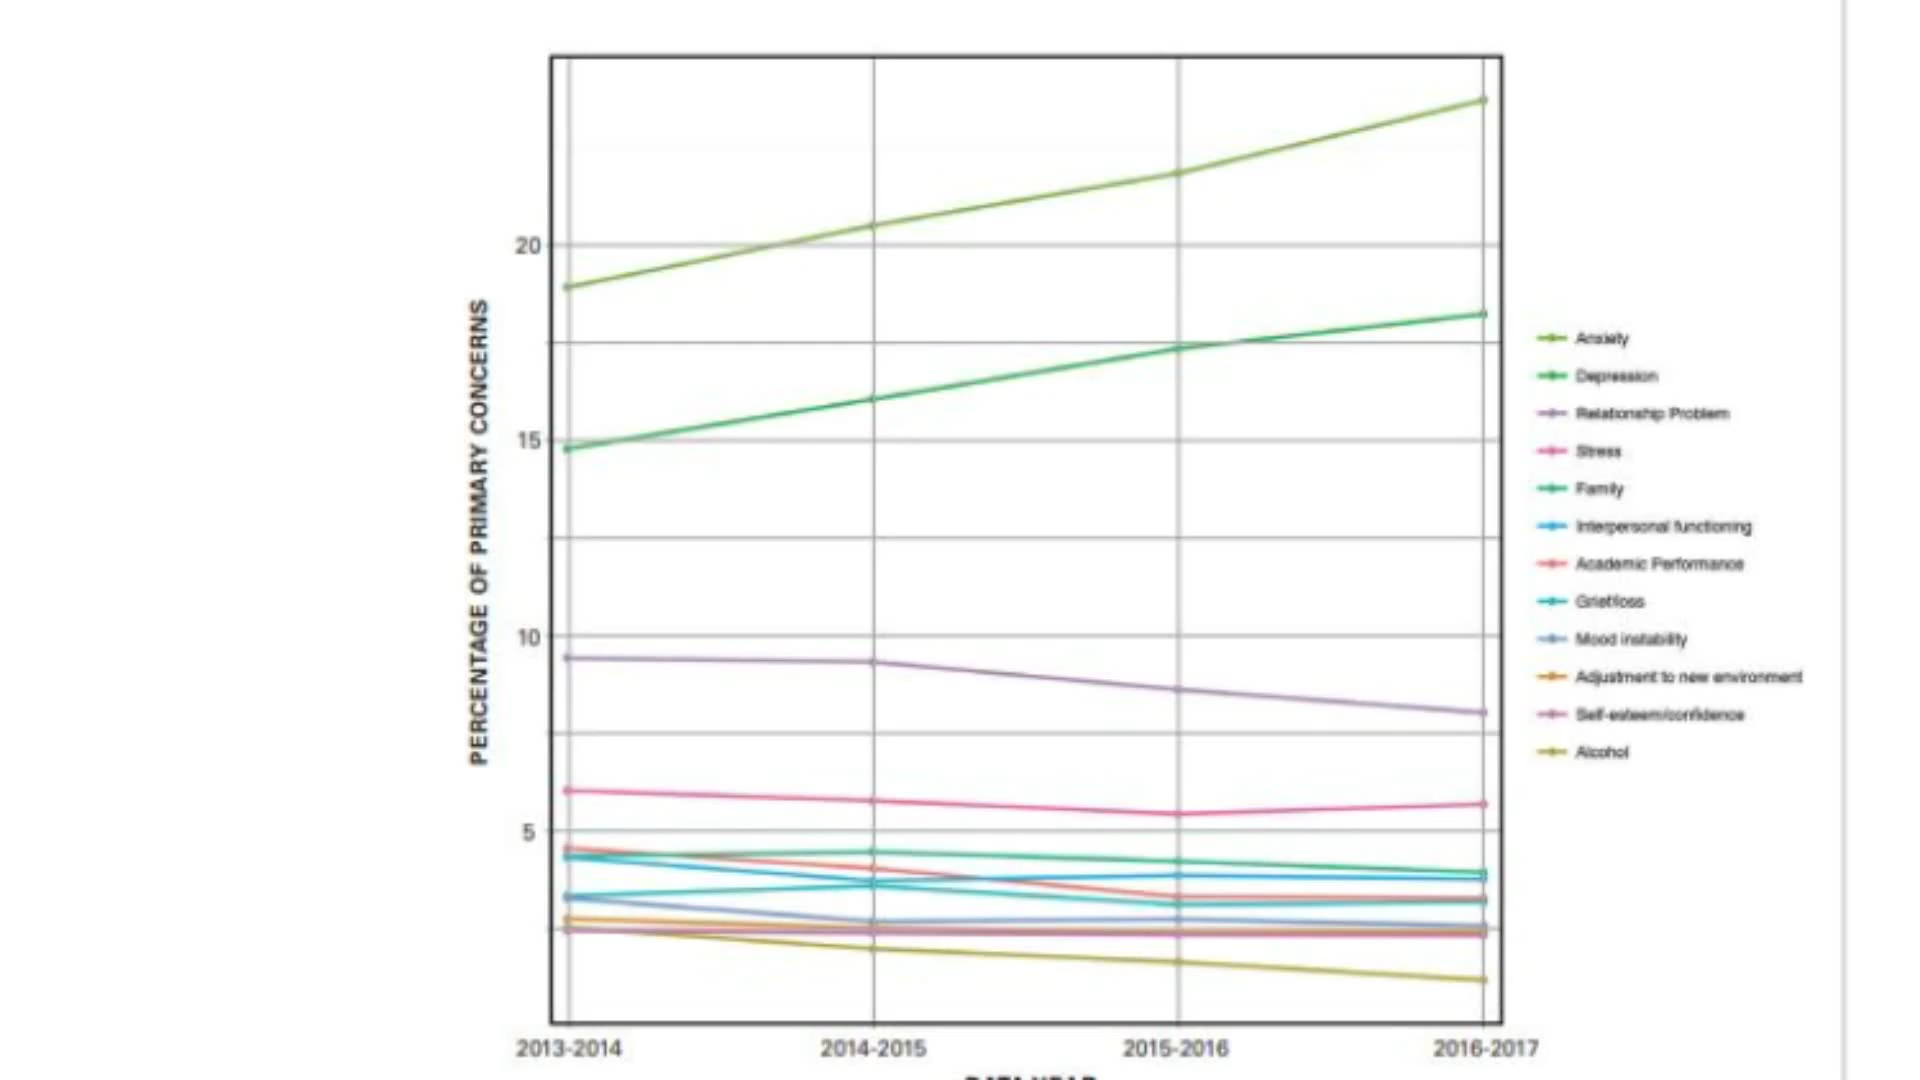 PERCENTAGE OF PRIMARY CONCERNS
20
15
10
5
2013-2014
2014-2015
2015-2016
2016-2017
DATA YEAR
Anxiety
Depression
Relationship Problem
Stress
Family
Interpersonal functioning
Academic Performance
Grief/loss
Mood instability
Adjustment to new environment
Self-esteem/confidence
Alcohol